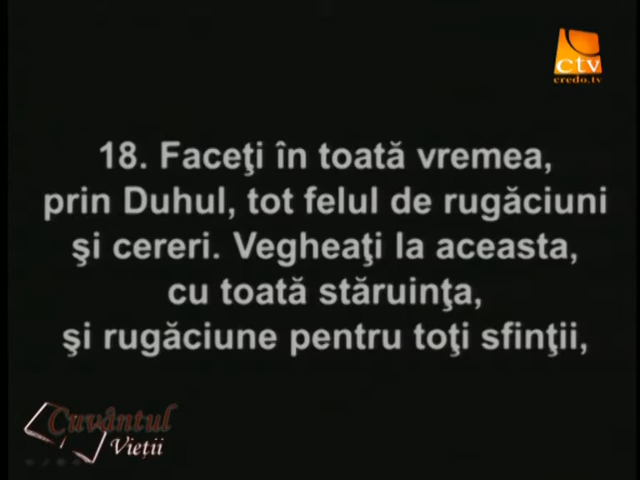 ctv
credo.tv
18. Faceţi în toată vremea,
prin Duhul, tot felul de rugăciuni
şi cereri. Vegheaţi la aceasta,
cu toată stăruinţa,
şi rugăciune pentru toţi sfinţii,
Cuvântul
Vieţii